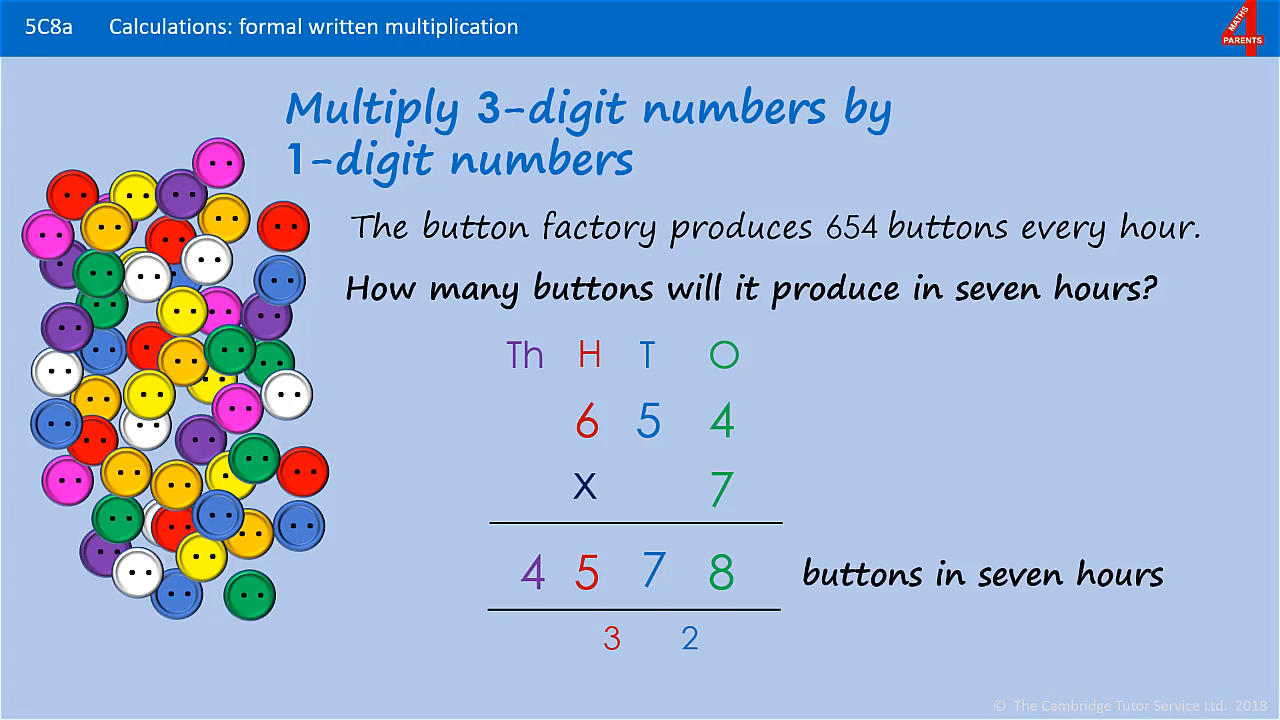 5C8a Calculations: formal written multiplication
MATHS
4
PARENTS
Multiply 3-digit numbers by
1-digit numbers
The button factory produces 654 buttons every hour.
How many buttons will it produce in seven hours?
Th H T O
6 5 4
x 7
4 5 7 8 buttons in seven hours
3 2
© The Cambridge Tutor Service Ltd. 2018